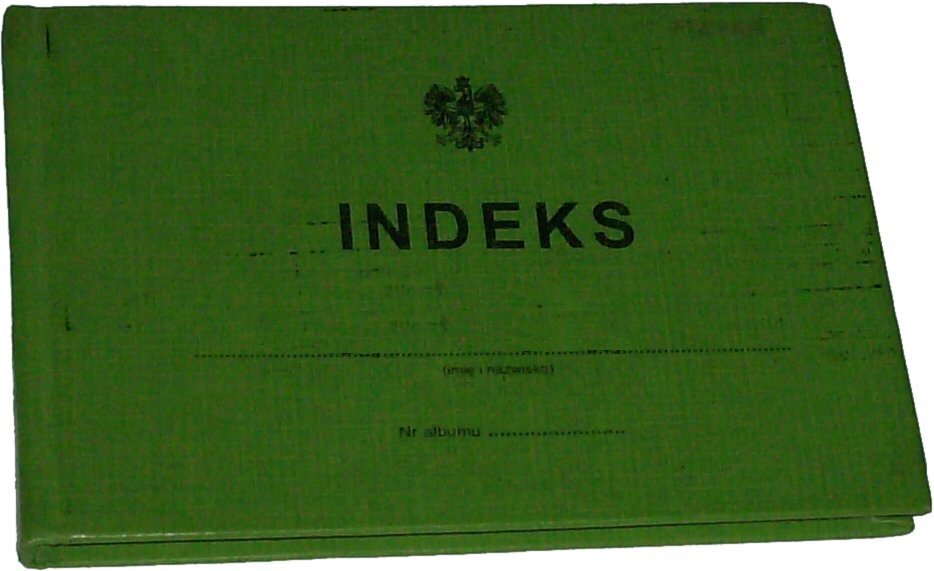 INDEKS
(imię i nazwisko)
Nr albumu